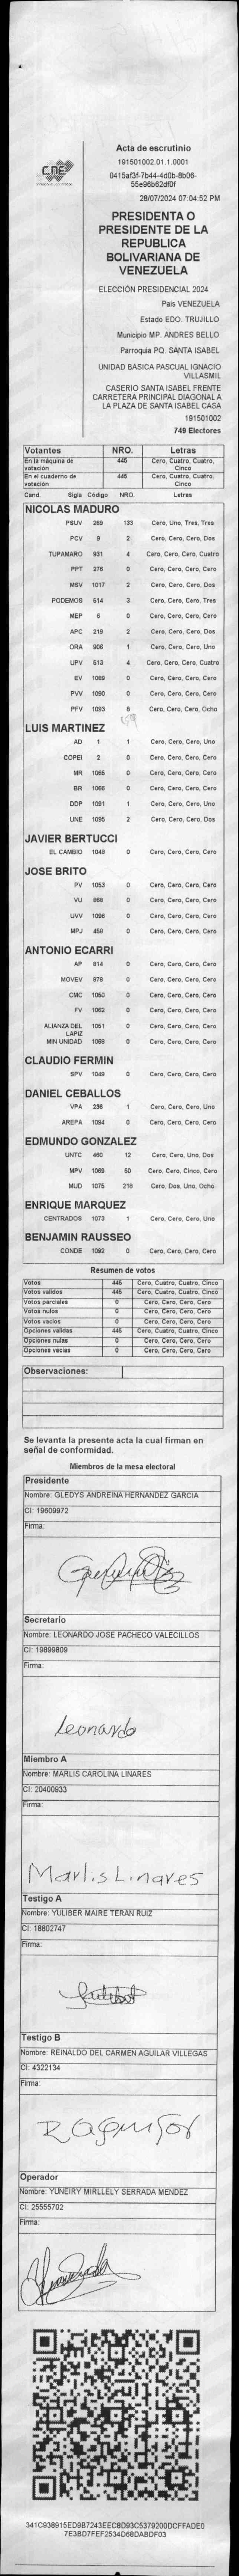 CNE
Acta de escrutinio
191501002.01.1.0001
0415af3f-7b44-4d0b-8b06-
55e96b62df0f
28/07/2024 07:04:52 PM
PRESIDENTA O
PRESIDENTE DE LA
REPUBLICA
BOLIVARIANA DE
VENEZUELA
ELECCIÓN PRESIDENCIAL 2024
Pais VENEZUELA
Estado EDO. TRUJILLO
Municipio MP. ANDRES BELLO
Parroquia PQ. SANTA ISABEL
UNIDAD BASICA PASCUAL IGNACIO
VILLASMIL
CASERIO SANTA ISABEL FRENTE
CARRETERA PRINCIPAL DIAGONAL A
LA PLAZA DE SANTA ISABEL CASA
191501002
749 Electores
Votantes NRO. Letras
En la máquina de votación 445 Cero, Cuatro, Cuatro, Cinco
En el cuaderno de votación 445 Cero, Cuatro, Cuatro, Cinco
Cand. Sigla Código NRO. Letras
NICOLAS MADURO
PSUV 269 133 Cero, Uno, Tres, Tres
PCV 9 2 Cero, Cero, Cero, Dos
TUPAMARO 931 4 Cero, Cero, Cero, Cuatro
PPT 276 0 Cero, Cero, Cero, Cero
MSV 1017 2 Cero, Cero, Cero, Dos
PODEMOS 514 3 Cero, Cero, Cero, Tres
MEP 6 0 Cero, Cero, Cero, Cero
APC 219 2 Cero, Cero, Cero, Dos
ORA 906 1 Cero, Cero, Cero, Uno
UPV 513 4 Cero, Cero, Cero, Cuatro
EV 1089 0 Cero, Cero, Cero, Cero
PVV 1090 0 Cero, Cero, Cero, Cero
PFV 1093 8 Cero, Cero, Cero, Ocho
LUIS MARTINEZ
AD 1 1 Cero, Cero, Cero, Uno
COPEI 2 0 Cero, Cero, Cero, Cero
MR 1065 0 Cero, Cero, Cero, Cero
BR 1066 0 Cero, Cero, Cero, Cero
DDP 1091 1 Cero, Cero, Cero, Uno
UNE 1095 2 Cero, Cero, Cero, Dos
JAVIER BERTUCCI
EL CAMBIO 1048 0 Cero, Cero, Cero, Cero
JOSE BRITO
PV 1053 0 Cero, Cero, Cero, Cero
VU 868 0 Cero, Cero, Cero, Cero
UVV 1096 0 Cero, Cero, Cero, Cero
MPJ 458 0 Cero, Cero, Cero, Cero
ANTONIO ECARRI
AP 814 0 Cero, Cero, Cero, Cero
MOVEV 878 0 Cero, Cero, Cero, Cero
CMC 1050 0 Cero, Cero, Cero, Cero
FV 1062 0 Cero, Cero, Cero, Cero
ALIANZA DEL LAPIZ 1051 0 Cero, Cero, Cero, Cero
MIN UNIDAD 1069 0 Cero, Cero, Cero, Cero
CLAUDIO FERMIN
SPV 1049 0 Cero, Cero, Cero, Cero
DANIEL CEBALLOS
VPA 236 1 Cero, Cero, Cero, Uno
AREPA 1094 0 Cero, Cero, Cero, Cero
EDMUNDO GONZALEZ
UNTC 460 12 Cero, Cero, Uno, Dos
MPV 1069 50 Cero, Cero, Cinco, Cero
MUD 1075 218 Cero, Dos, Uno, Ocho
ENRIQUE MARQUEZ
CENTRADOS 1073 1 Cero, Cero, Cero, Uno
BENJAMIN RAUSSEO
CONDE 1092 0 Cero, Cero, Cero, Cero
Resumen de votos
Votos 445 Cero, Cuatro, Cuatro, Cinco
Votos validos 445 Cero, Cuatro, Cuatro, Cinco
Votos parciales 0 Cero, Cero, Cero, Cero
Votos nulos 0 Cero, Cero, Cero, Cero
Votos vacios 0 Cero, Cero, Cero, Cero
Opciones validas 445 Cero, Cuatro, Cuatro, Cinco
Opciones nulas 0 Cero, Cero, Cero, Cero
Opciones vacias 0 Cero, Cero, Cero, Cero
Observaciones:
Se levanta la presente acta la cual firman en
señal de conformidad.
Miembros de la mesa electoral
Presidente
Nombre: GLEDYS ANDREINA HERNANDEZ GARCIA
CI: 19609972
Firma:
Secretario
Nombre: LEONARDO JOSE PACHECO VALECILLOS
CI: 19899809
Firma:
Leonardo
Miembro A
Nombre: MARLIS CAROLINA LINARES
CI: 20400933
Firma:
Marlis Linares
Testigo A
Nombre: YULIBER MAIRE TERAN RUIZ
CI: 18802747
Firma:
Testigo B
Nombre: REINALDO DEL CARMEN AGUILAR VILLEGAS
CI: 4322134
Firma:
Operador
Nombre: YUNEIRY MIRLLELY SERRADA MENDEZ
CI: 25555702
Firma:
341C938915ED9B7243EEC8D93C5379200DCFFADE0
7E3BD7FEF2534D68DABDF03